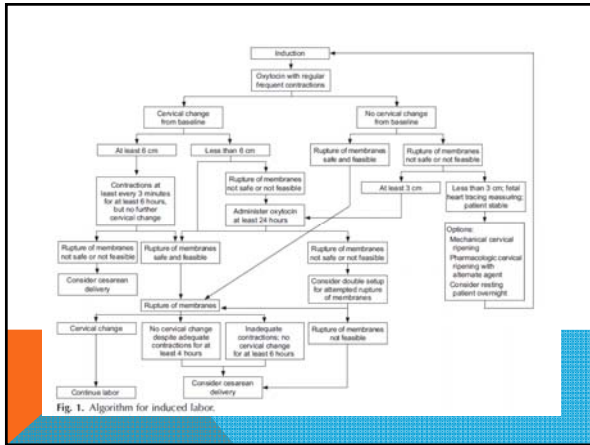 Induction
Oxytocin with regular
frequent contractions
Cervical change
from baseline
No cervical change
from baseline
At least 6 cm
Less than 6 cm
Rupture of membranes
safe and feasible
Rupture of membranes
not safe or not feasible
Rupture of membranes
not safe or not feasible
At least 3 cm
Less than 3 cm; fetal
heart tracing reassuring;
patient stable
Contractions at
least every 3 minutes
for at least 6 hours,
but no further
cervical change
Administer oxytocin
at least 24 hours
Options:
Mechanical cervical
ripening
Pharmacologic cervical
ripening with
alternate agent
Consider resting
patient overnight
Rupture of membranes
not safe or not feasible
Rupture of membranes
safe and feasible
Rupture of membranes
not safe or not feasible
Consider cesarean
delivery
Consider double setup
for attempted rupture
of membranes
Rupture of membranes
Cervical change
No cervical change
despite adequate
contractions for at
least 4 hours
Inadequate
contractions; no
cervical change
for at least 6 hours
Rupture of membranes
not feasible
Continue labor
Consider cesarean
delivery
Fig. 1. Algorithm for induced labor.